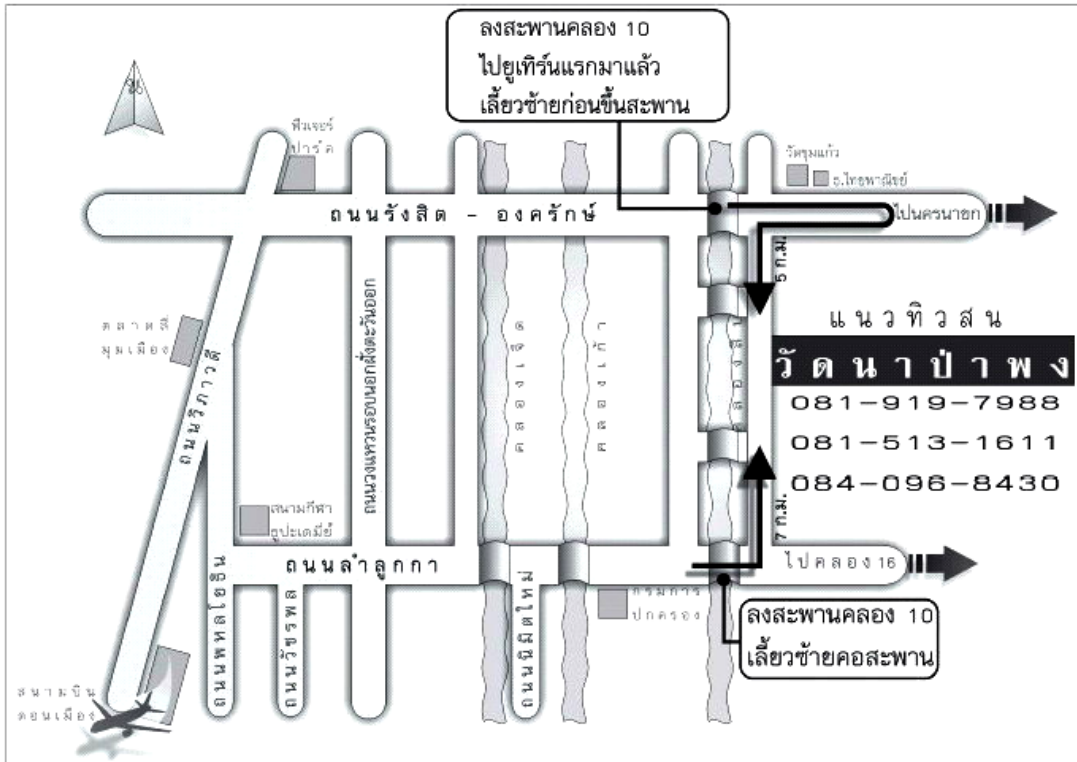 ลงสะพานคลอง 10
ไปยูเทิร์นแรกมาแล้ว
เลี้ยวซ้ายก่อนขึ้นสะพาน
ฟิวเจอร์
ปาร์ค
วัดขุมแก้ว
ธ.ไทยพาณิชย์
ถนนรังสิต - องครักษ์
ไปนครนายก
5 ก.ม.
ตลาดสี่
มุมเมือง
ถนนวิภาวดี
ถนนวงแหวนรอบนอกฝั่งตะวันออก
คลองเจ็ด
คลองเก้า
แนวทิวสน
วัดนาป่าพง
081-919-7988
081-513-1611
084-096-8430
7 ก.ม.
สนามกีฬา
ธูปะเตมีย์
ถนนลำลูกกา
ไปคลอง 16
ถนนพหลโยธิน
ถนนวัชรพล
ถนนนิมิตใหม่
กรมการ
ปกครอง
ลงสะพานคลอง 10
เลี้ยวซ้ายคอสะพาน
สนามบิน
ดอนเมือง